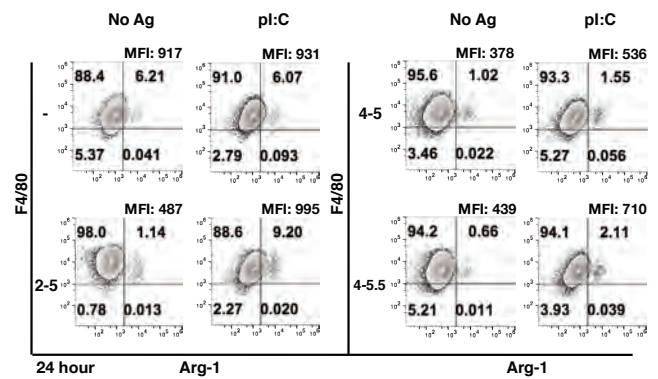 No Ag pI:C No Ag pI:C
MFI: 917 MFI: 931 MFI: 378 MFI: 536
88.4 6.21 91.0 6.07 95.6 1.02 93.3 1.55
- 4-5
5.37 0.041 2.79 0.093 3.46 0.022 5.27 0.056
F4/80 F4/80
MFI: 487 MFI: 995 MFI: 439 MFI: 710
98.0 1.14 88.6 9.20 94.2 0.66 94.1 2.11
2-5 4-5.5
0.78 0.013 2.27 0.020 5.21 0.011 3.93 0.039
24 hour Arg-1 Arg-1